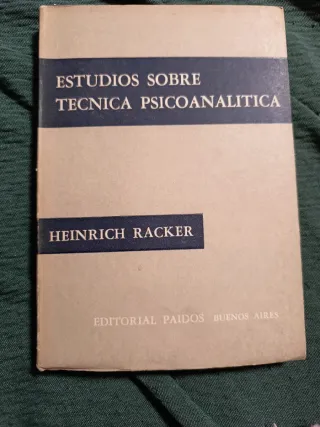 ESTUDIOS SOBRE
TECNICA PSICOANALITICA
HEINRICH RACKER
EDITORIAL PAIDOS BUENOS AIRES